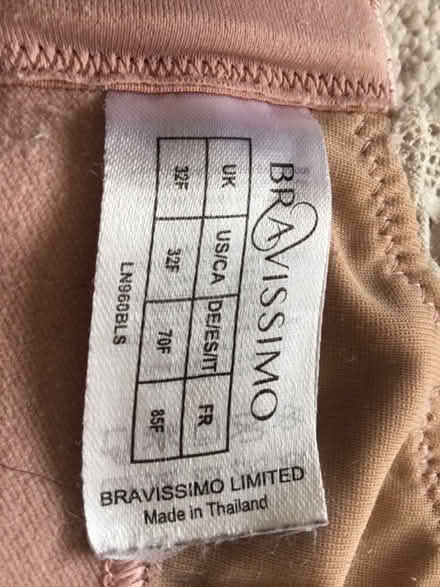 BRAVISSIMO
UK US/CA DE/ES/IT FR
32F 32F 70F 85F
LN960BLS
BRAVISSIMO LIMITED
Made in Thailand